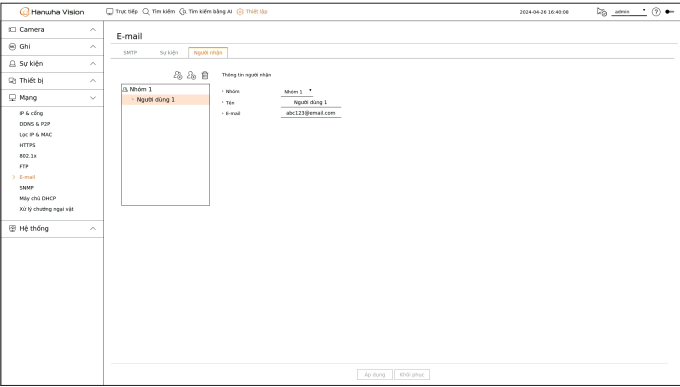 Hanwha Vision
Trực tiếp Tìm kiếm Tìm kiếm bằng AI Thiết lập
2024-04-26 16:40:08 admin
Camera
Ghi
Sự kiện
Thiết bị
Mạng
IP & cổng
DDNS & P2P
Lọc IP & MAC
HTTPS
802.1x
FTP
E-mail
SNMP
Máy chủ DHCP
Xử lý chướng ngại vật
Hệ thống
E-mail
SMTP Sự kiện Người nhận
Nhóm 1
Người dùng 1
Thông tin người nhận
Nhóm Nhóm 1
Tên Người dùng 1
E-mail abc123@email.com
Áp dụng Khôi phục